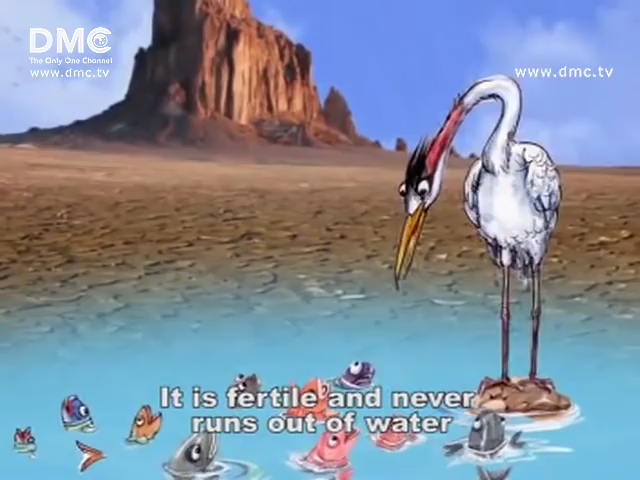 DMC
The Only One Channel
www.dmc.tv
www.dmc.tv
It is fertile and never
runs out of water